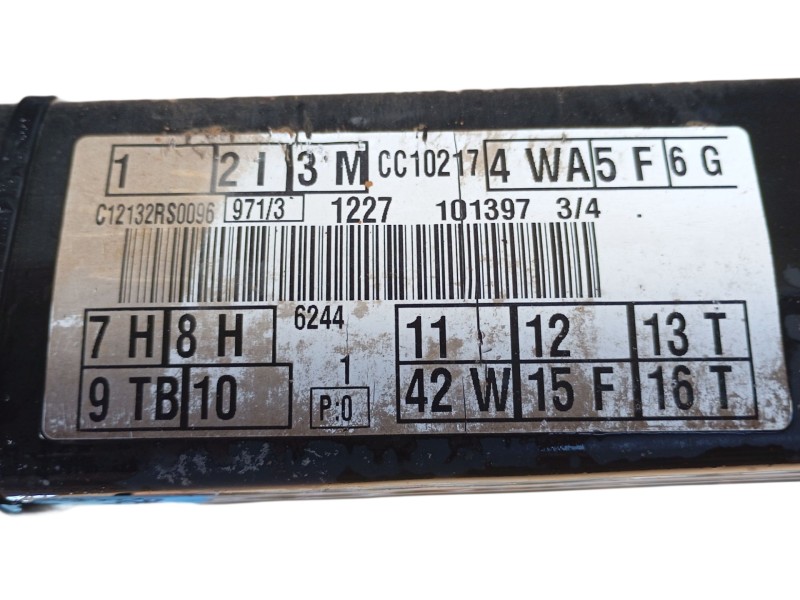 1 2 I 3 M CC10217 4 WA 5 F 6 G
C12132RS0096 971/3 1227 101397 3/4
7 H 8 H 6244 11 12 13 T
9 TB 10 1 42 W 15 F 16 T
P:0